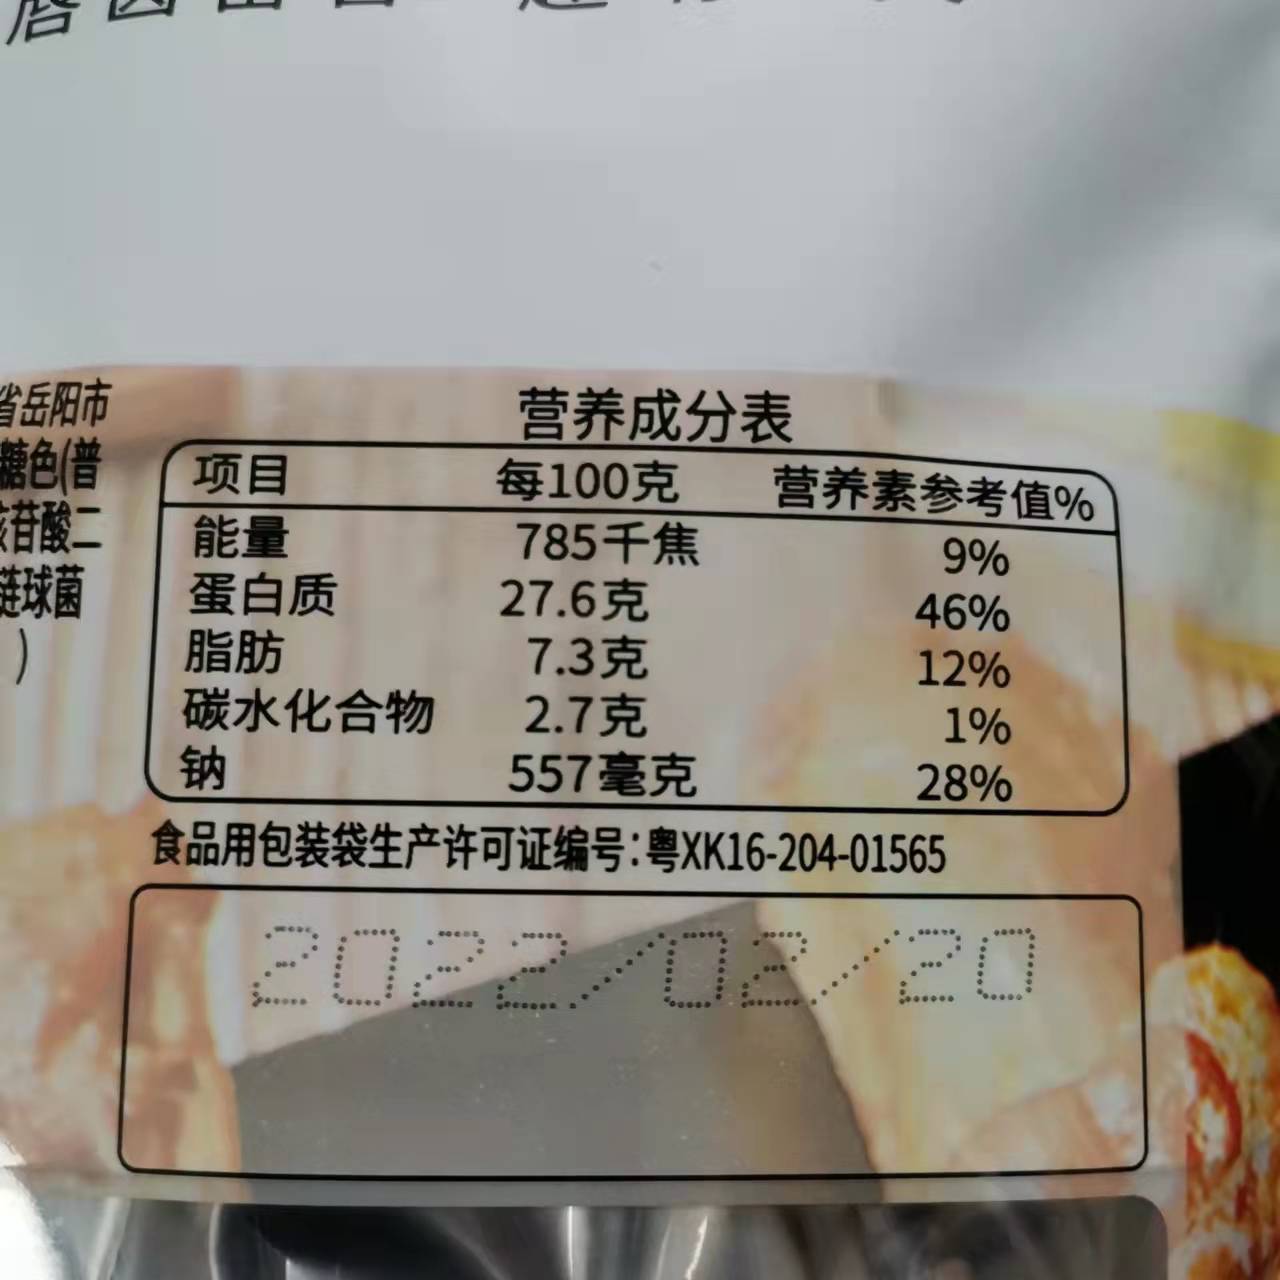 省岳阳市
糖色(普
苷酸二
链球菌
)
营养成分表
项目 每100克 营养素参考值%
能量 785千焦 9%
蛋白质 27.6克 46%
脂肪 7.3克 12%
碳水化合物 2.7克 1%
钠 557毫克 28%
食品用包装袋生产许可证编号:粤XK16-204-01565
2022/02/20